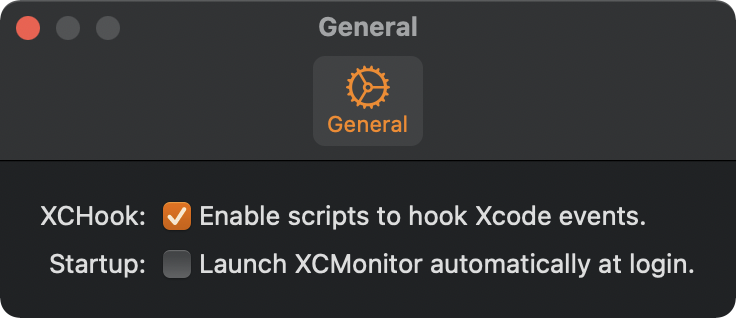 General
General
XCHook: Enable scripts to hook Xcode events.
Startup: Launch XCMonitor automatically at login.